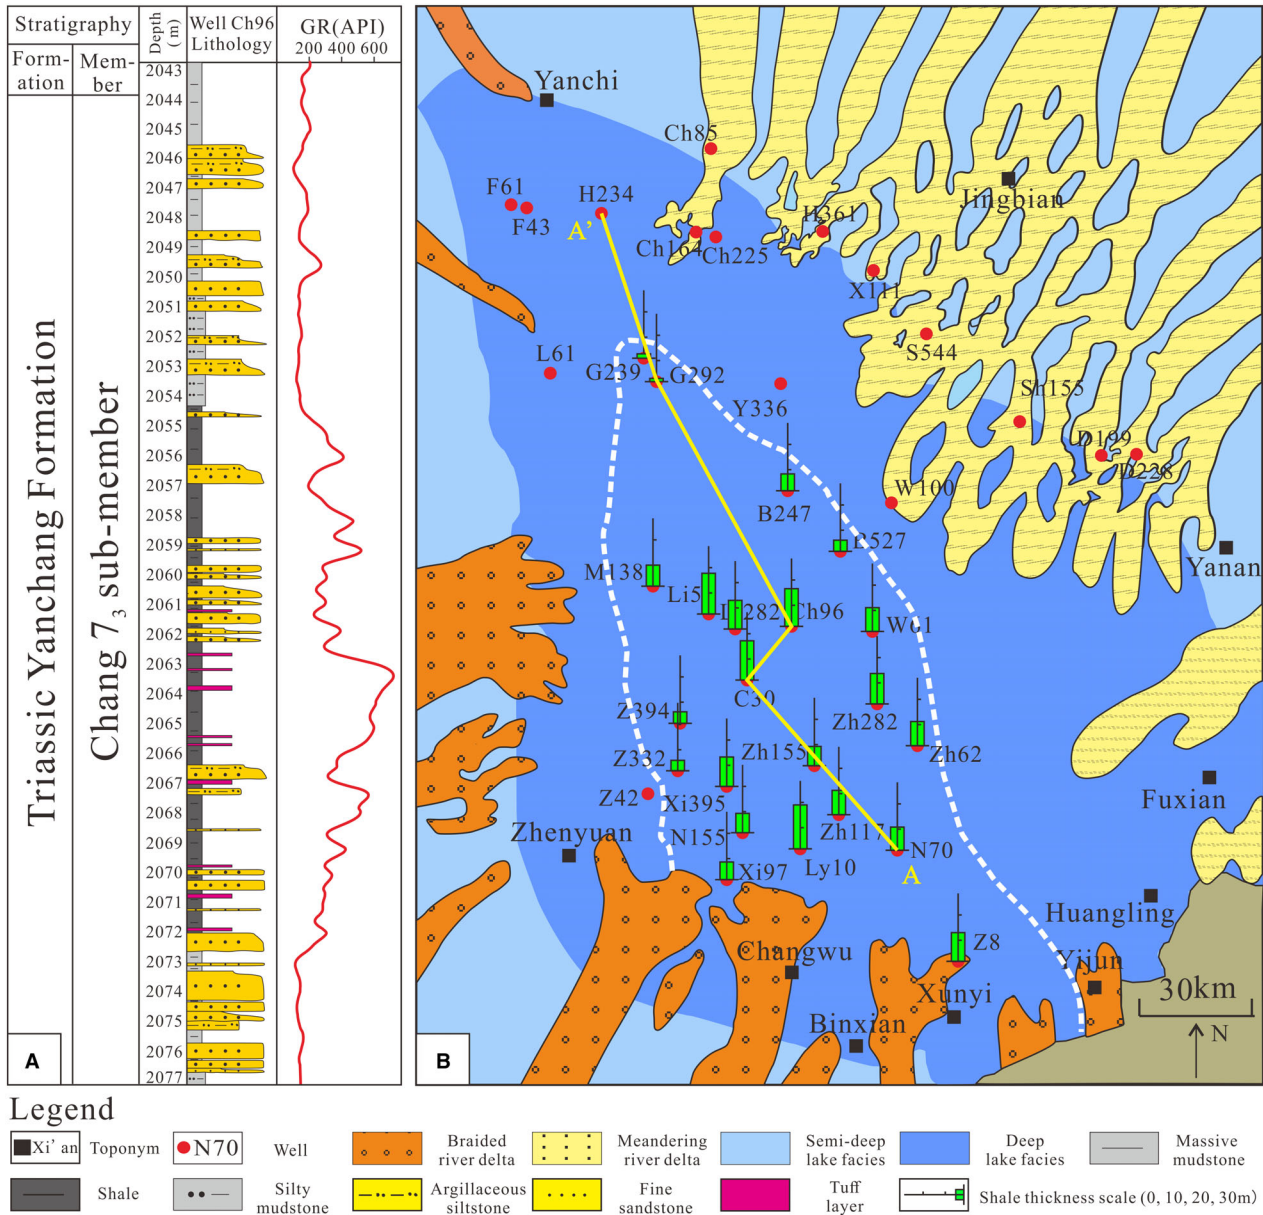 Stratigraphy
Form-
ation
Mem-
ber
Depth
(m)
Well Ch96
Lithology
GR(API)
200 400 600
Triassic Yanchang Formation
Chang 7₃ sub-member
2043
2044
2045
2046
2047
2048
2049
2050
2051
2052
2053
2054
2055
2056
2057
2058
2059
2060
2061
2062
2063
2064
2065
2066
2067
2068
2069
2070
2071
2072
2073
2074
2075
2076
2077
A
Yanchi
Ch85
Jingbian
F61
F43
H234
A'
Ch164
Ch225
H361
X111
S544
L61
G239
G292
Y336
Sh155
D199
D228
B247
W100
B527
Yanan
M138
Li5
L282
Ch96
W61
C30
Z394
Zh282
Z332
Zh155
Zh62
Z42
Xi395
Fuxian
Zhenyuan
N155
Zh117
N70
Xi97
Ly10
A
Huangling
Changwu
Z8
Yijun
Xunyi
Binxian
30km
N
B
Legend
Xi' an Toponym
N70 Well
Braided
river delta
Meandering
river delta
Semi-deep
lake facies
Deep
lake facies
Massive
mudstone
Shale
Silty
mudstone
Argillaceous
siltstone
Fine
sandstone
Tuff
layer
Shale thickness scale (0, 10, 20, 30m)